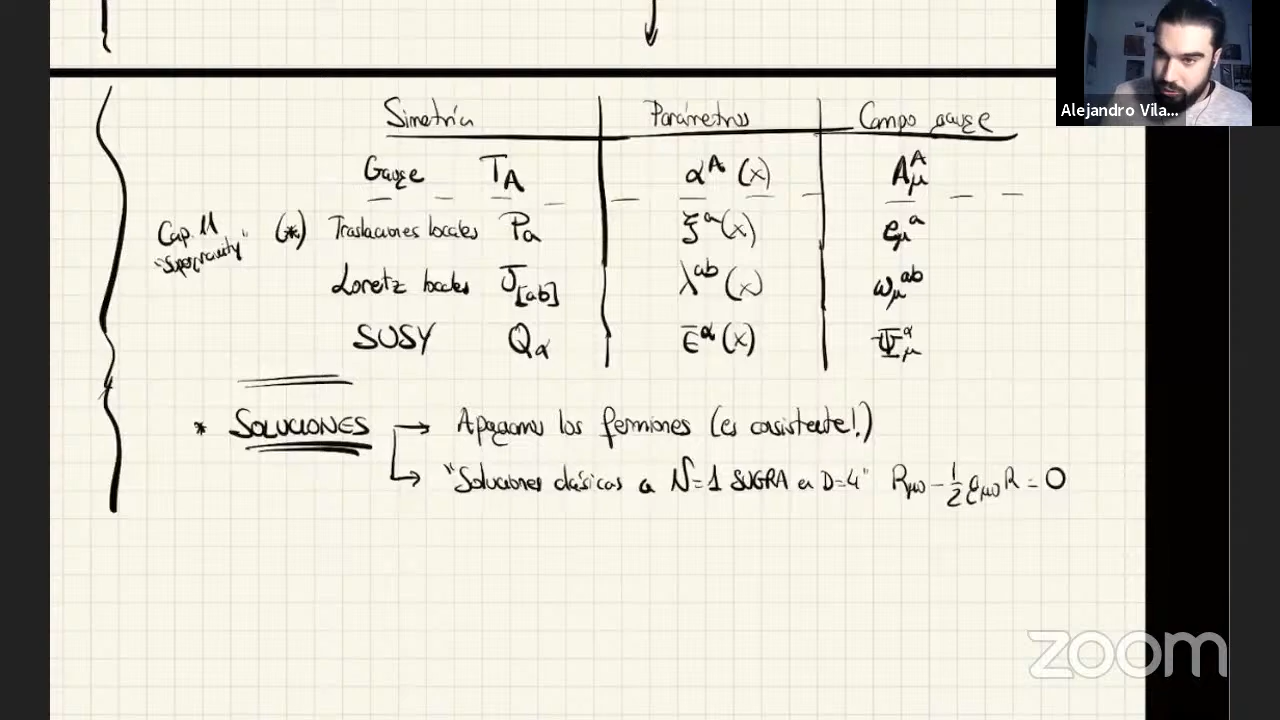 Alejandro Vila...
Simetría Parámetros Campo gauge
Gauge T_A α^A (x) A_μ^A
Cap. 11 "Supergravity" (*) Traslaciones locales P_a ξ^a(x) e_μ^a
Loretz locales J_[ab] λ^ab (x) ω_μ^ab
SUSY Q_α ε̄^α(x) Ψ̄_μ^α
* SOLUCIONES → Apagamos los fermiones (es consistente!)
↳ "Soluciones clásicas a N=1 SUGRA en D=4" R_μν - 1/2 g_μν R = 0
zoom